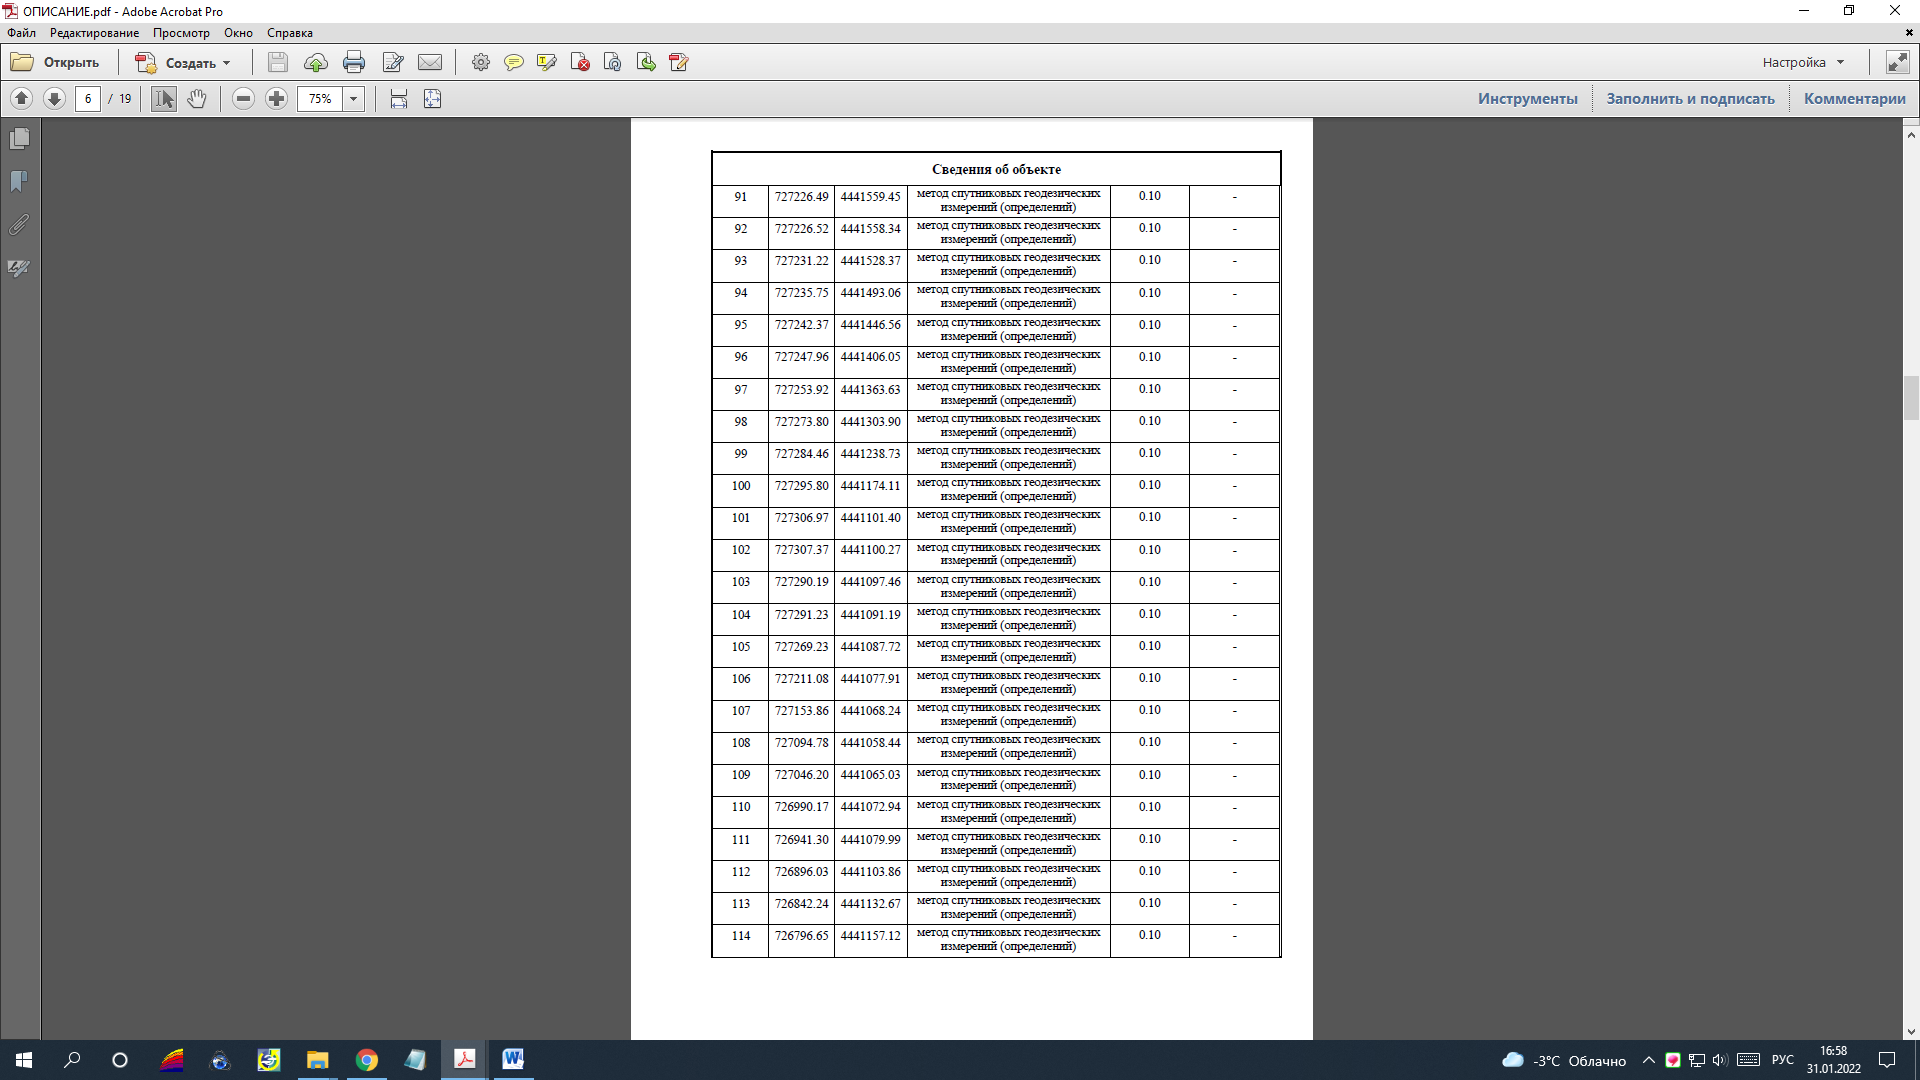 ОПИСАНИЕ.pdf - Adobe Acrobat Pro
Файл Редактирование Просмотр Окно Справка
Открыть Создать Настройка
6 / 19 75% Инструменты Заполнить и подписать Комментарии
Сведения об объекте
91 727226.49 4441559.45 метод спутниковых геодезических 0.10 -
измерений (определений)
92 727226.52 4441558.34 метод спутниковых геодезических 0.10 -
измерений (определений)
93 727231.22 4441528.37 метод спутниковых геодезических 0.10 -
измерений (определений)
94 727235.75 4441493.06 метод спутниковых геодезических 0.10 -
измерений (определений)
95 727242.37 4441446.56 метод спутниковых геодезических 0.10 -
измерений (определений)
96 727247.96 4441406.05 метод спутниковых геодезических 0.10 -
измерений (определений)
97 727253.92 4441363.63 метод спутниковых геодезических 0.10 -
измерений (определений)
98 727273.80 4441303.90 метод спутниковых геодезических 0.10 -
измерений (определений)
99 727284.46 4441238.73 метод спутниковых геодезических 0.10 -
измерений (определений)
100 727295.80 4441174.11 метод спутниковых геодезических 0.10 -
измерений (определений)
101 727306.97 4441101.40 метод спутниковых геодезических 0.10 -
измерений (определений)
102 727307.37 4441100.27 метод спутниковых геодезических 0.10 -
измерений (определений)
103 727290.19 4441097.46 метод спутниковых геодезических 0.10 -
измерений (определений)
104 727291.23 4441091.19 метод спутниковых геодезических 0.10 -
измерений (определений)
105 727269.23 4441087.72 метод спутниковых геодезических 0.10 -
измерений (определений)
106 727211.08 4441077.91 метод спутниковых геодезических 0.10 -
измерений (определений)
107 727153.86 4441068.24 метод спутниковых геодезических 0.10 -
измерений (определений)
108 727094.78 4441058.44 метод спутниковых геодезических 0.10 -
измерений (определений)
109 727046.20 4441065.03 метод спутниковых геодезических 0.10 -
измерений (определений)
110 726990.17 4441072.94 метод спутниковых геодезических 0.10 -
измерений (определений)
111 726941.30 4441079.99 метод спутниковых геодезических 0.10 -
измерений (определений)
112 726896.03 4441103.86 метод спутниковых геодезических 0.10 -
измерений (определений)
113 726842.24 4441132.67 метод спутниковых геодезических 0.10 -
измерений (определений)
114 726796.65 4441157.12 метод спутниковых геодезических 0.10 -
измерений (определений)
-3°C Облачно РУС 16:58
31.01.2022